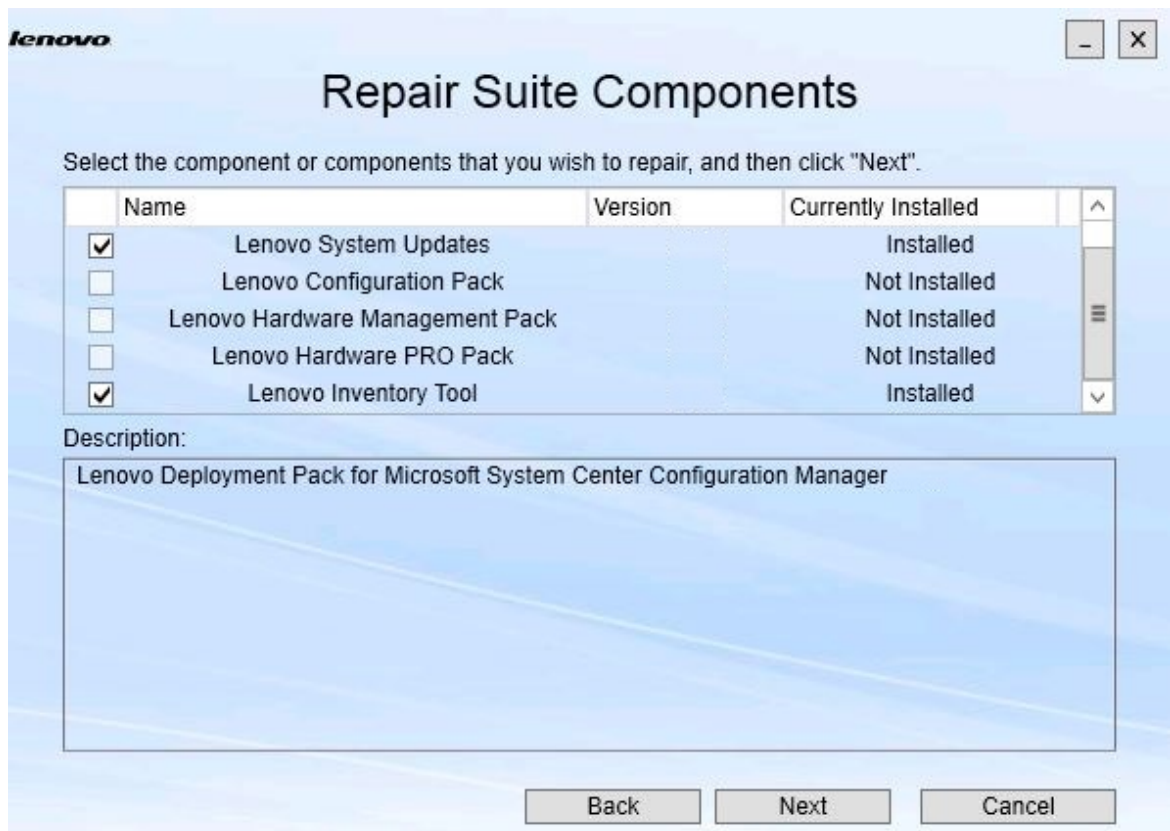 lenovo
Repair Suite Components
Select the component or components that you wish to repair, and then click "Next".
Name Version Currently Installed
Lenovo System Updates Installed
Lenovo Configuration Pack Not Installed
Lenovo Hardware Management Pack Not Installed
Lenovo Hardware PRO Pack Not Installed
Lenovo Inventory Tool Installed
Description:
Lenovo Deployment Pack for Microsoft System Center Configuration Manager
Back Next Cancel